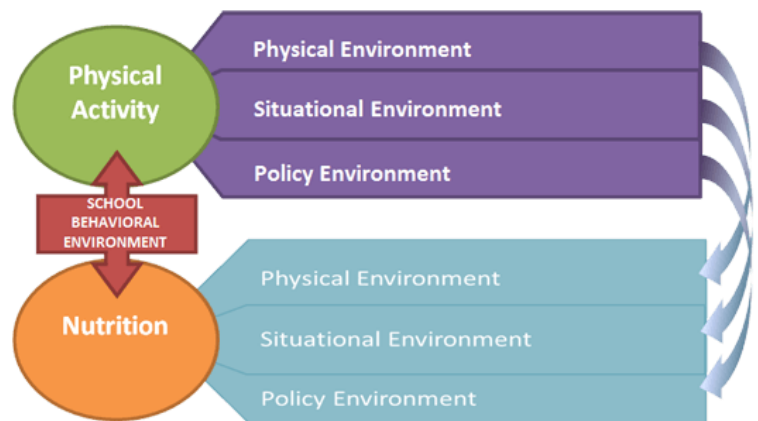 Physical
Activity
Physical Environment
Situational Environment
Policy Environment
SCHOOL
BEHAVIORAL
ENVIRONMENT
Nutrition
Physical Environment
Situational Environment
Policy Environment